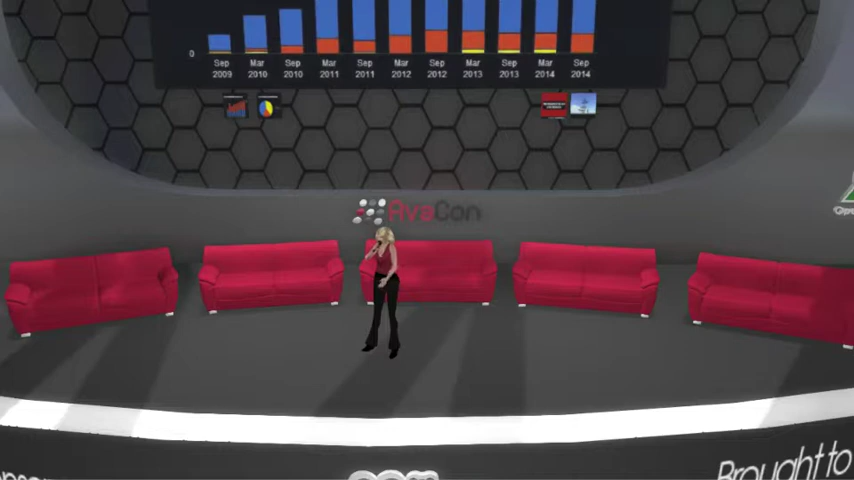 0
Sep Mar Sep Mar Sep Mar Sep Mar Sep Mar Sep
2009 2010 2010 2011 2011 2012 2012 2013 2013 2014 2014
AvaCon
Brought to